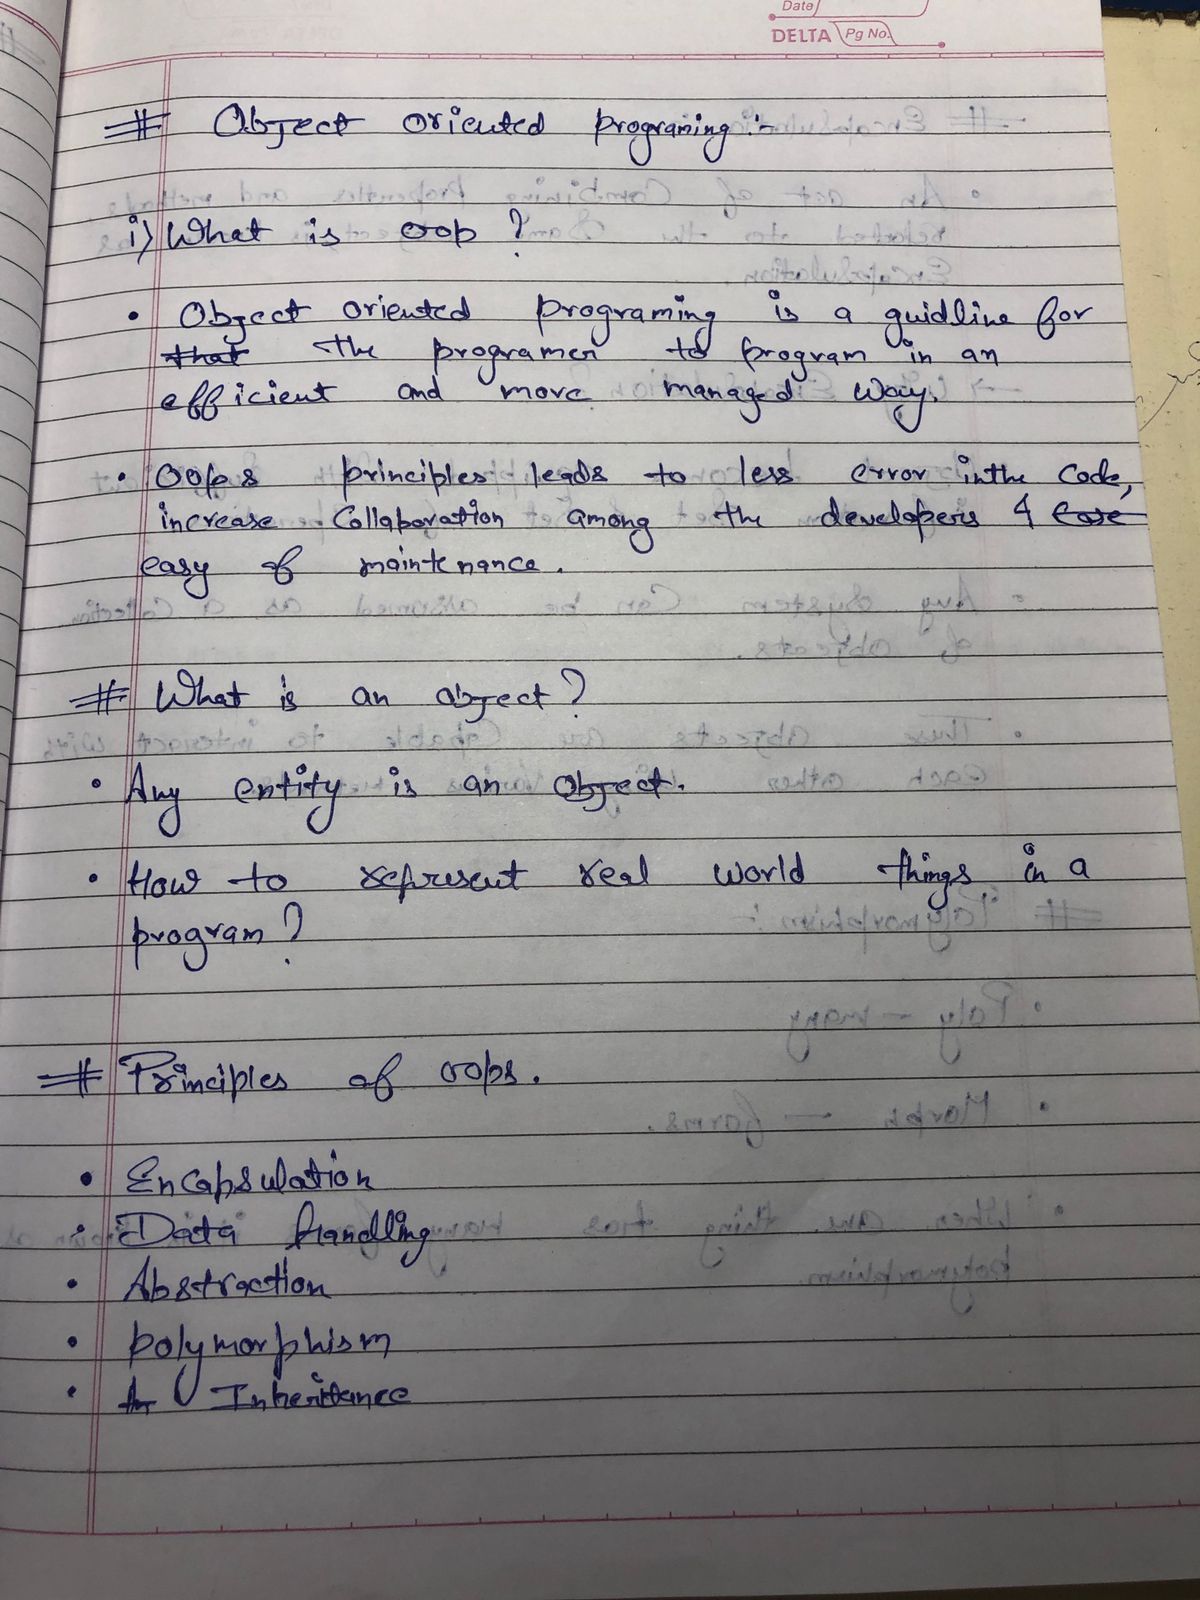 Date
DELTA Pg No.
# Object oriented programing :-
i) What is oop ?
• Object oriented programing is a guidline for
that the programer to program in an
efficient and more managed way.
• Oops principles leads to less error in the code,
increase collaboration among the developers & ease
easy of maintenance.
# What is an object ?
• Any entity is an object.
• How to represent real world things in a
program ?
# Principles of oops.
• Encapsulation
• Data Handling
• Abstraction
• polymorphism
• In Inheritance